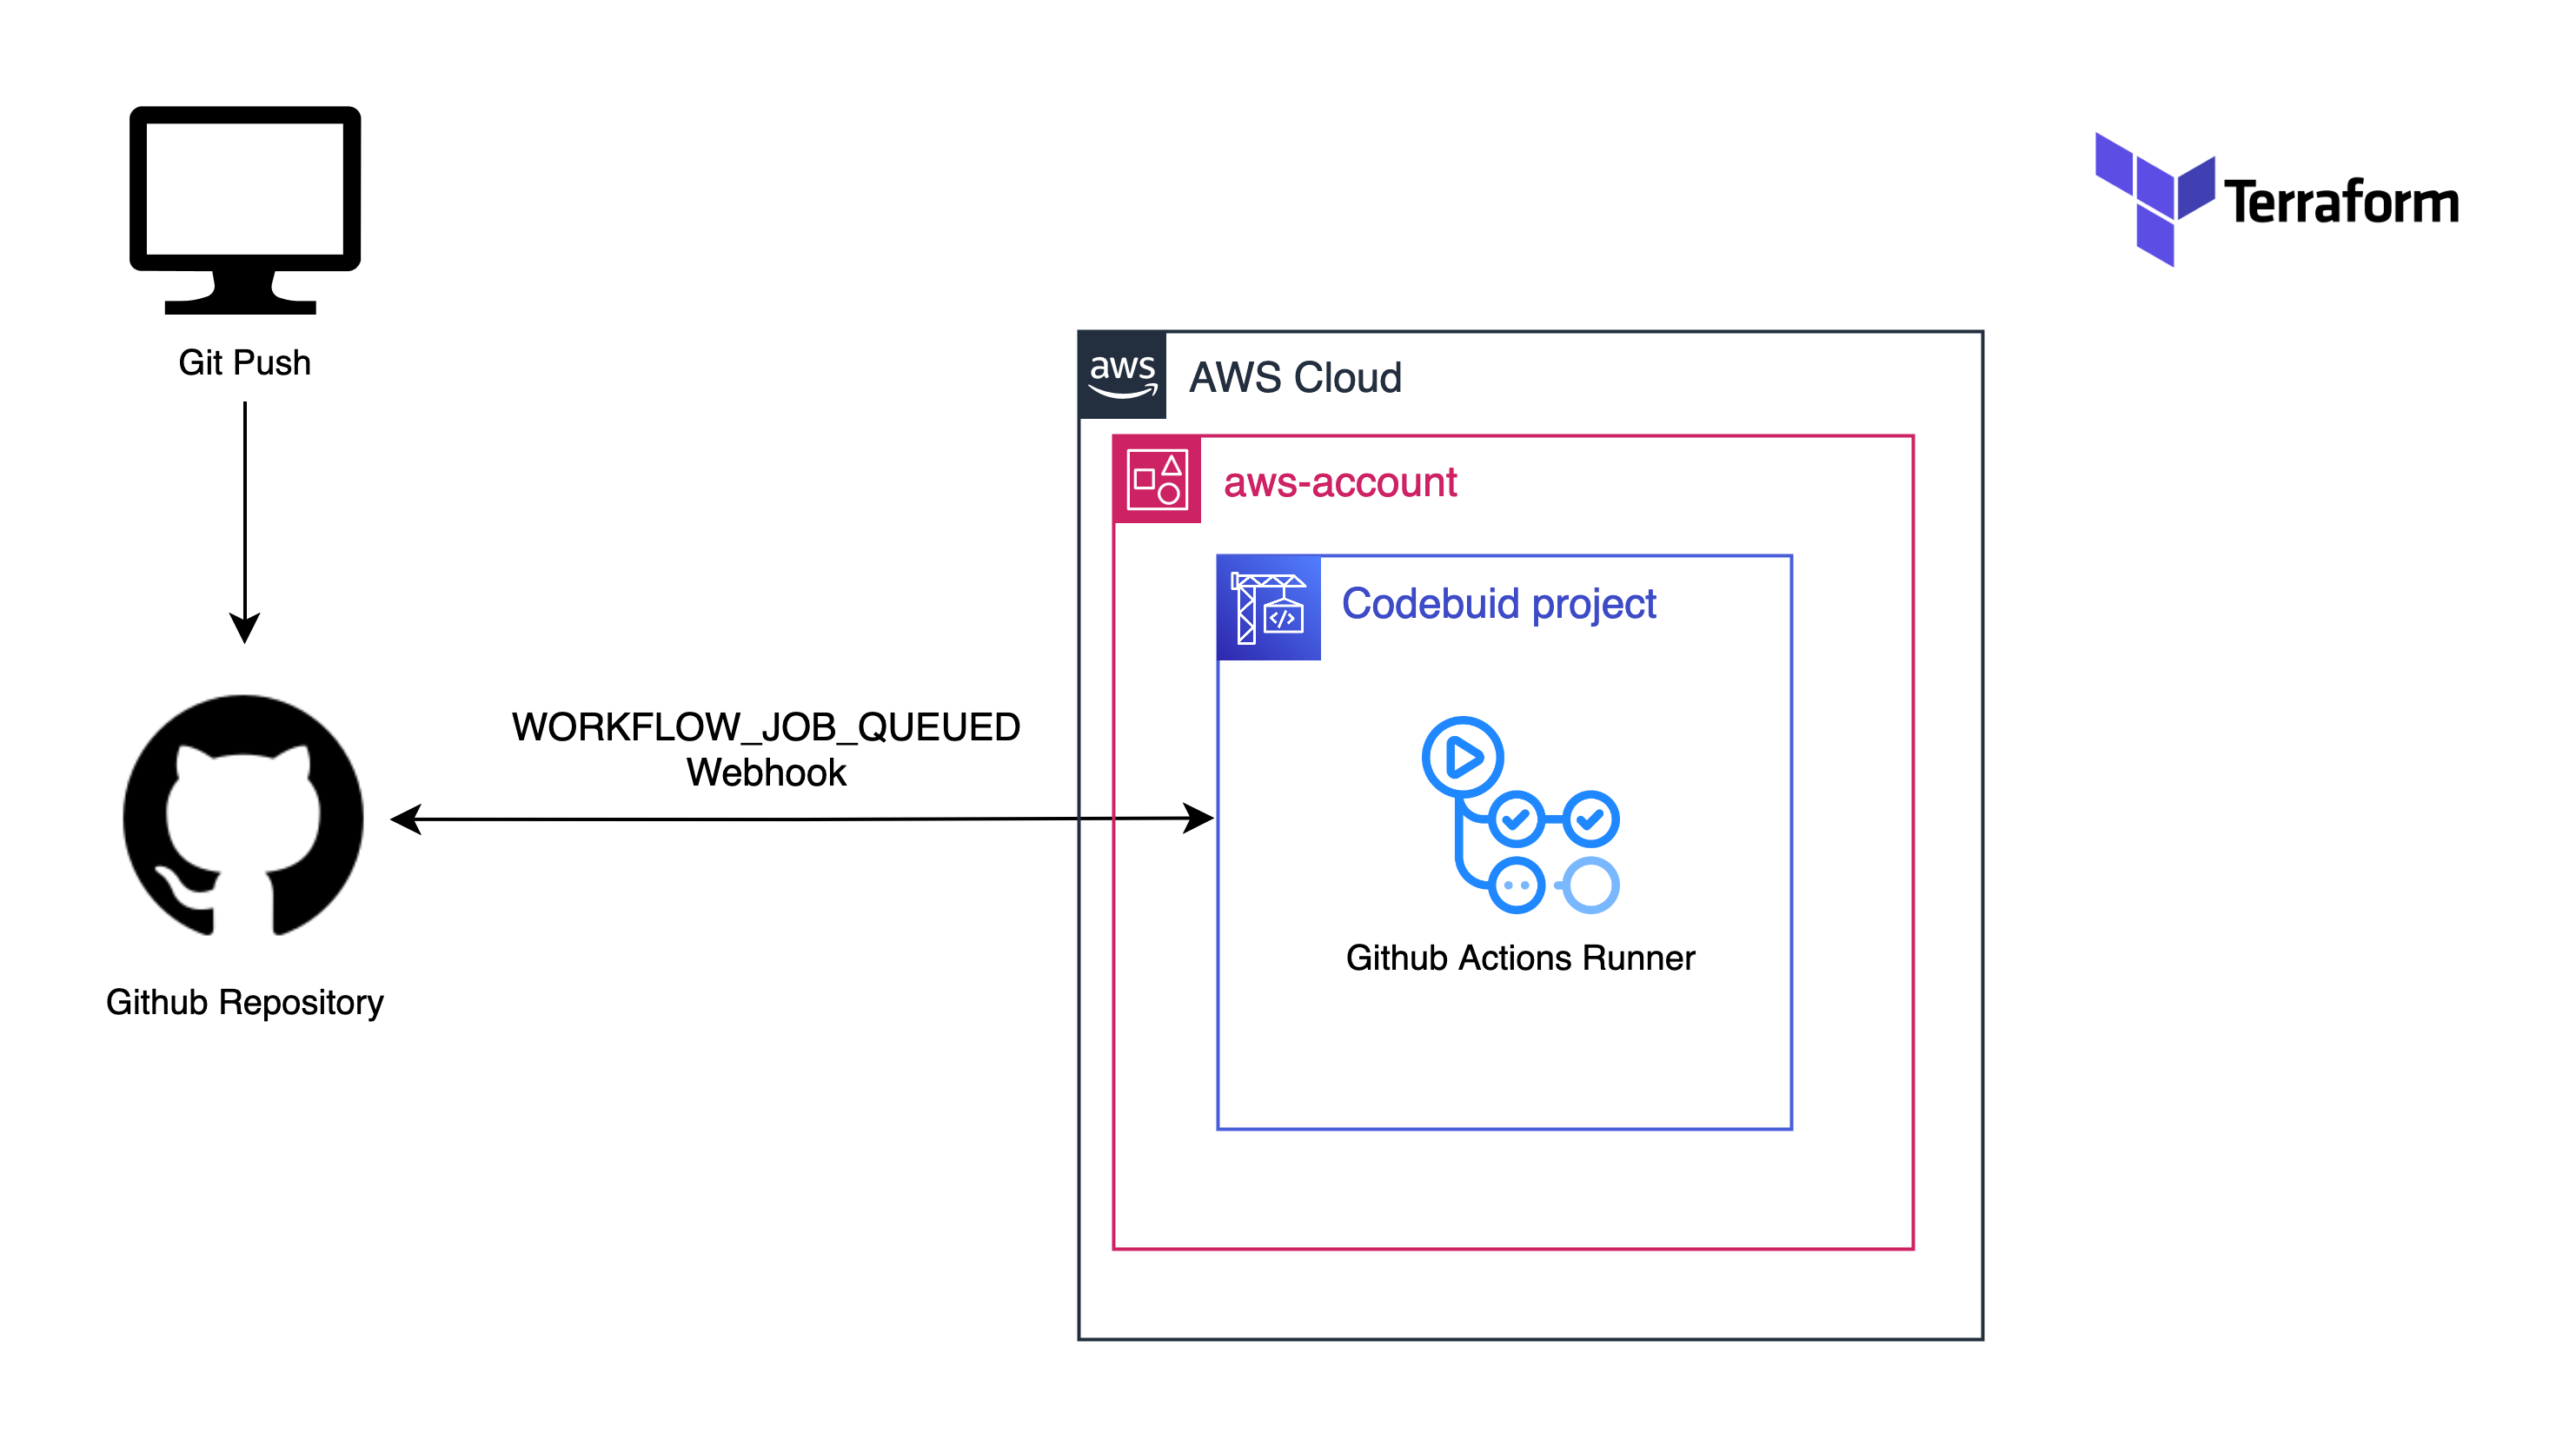 Git Push
Terraform
aws
AWS Cloud
aws-account
</>
Codebuid project
WORKFLOW_JOB_QUEUED
Webhook
Github Actions Runner
Github Repository